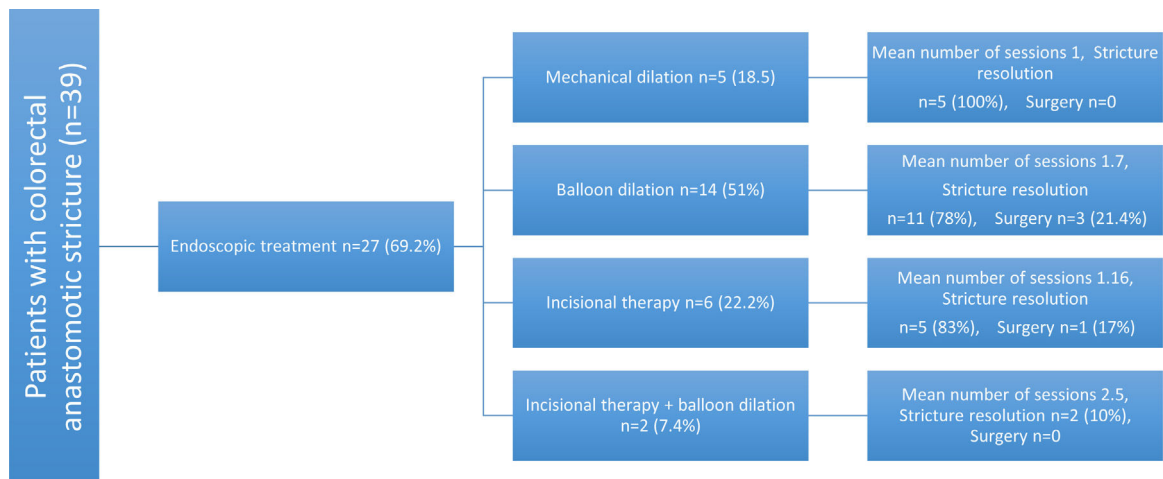 Patients with colorectal
anastomotic stricture (n=39)
Endoscopic treatment n=27 (69.2%)
Mechanical dilation n=5 (18.5)
Mean number of sessions 1, Stricture
resolution
n=5 (100%), Surgery n=0
Balloon dilation n=14 (51%)
Mean number of sessions 1.7,
Stricture resolution
n=11 (78%), Surgery n=3 (21.4%)
Incisional therapy n=6 (22.2%)
Mean number of sessions 1.16,
Stricture resolution
n=5 (83%), Surgery n=1 (17%)
Incisional therapy + balloon dilation
n=2 (7.4%)
Mean number of sessions 2.5,
Stricture resolution n=2 (10%),
Surgery n=0